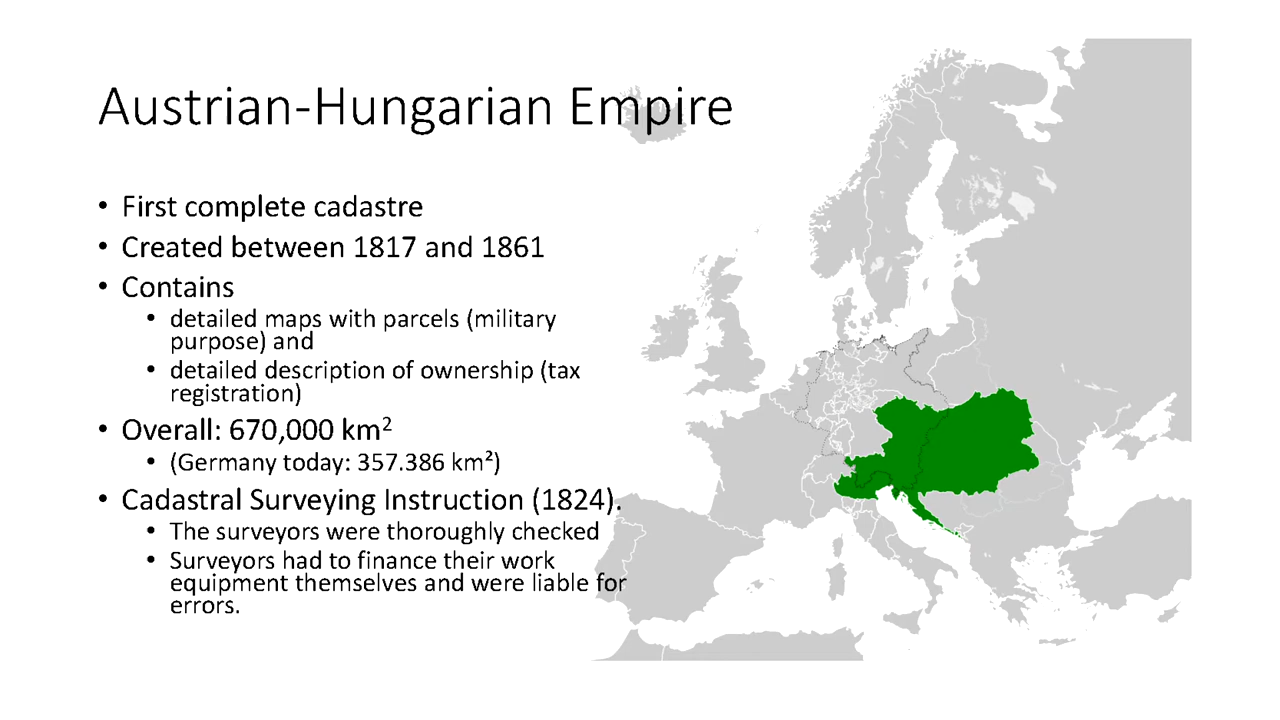 Austrian-Hungarian Empire
• First complete cadastre
• Created between 1817 and 1861
• Contains
• detailed maps with parcels (military
purpose) and
• detailed description of ownership (tax
registration)
• Overall: 670,000 km²
• (Germany today: 357.386 km²)
• Cadastral Surveying Instruction (1824).
• The surveyors were thoroughly checked
• Surveyors had to finance their work
equipment themselves and were liable for
errors.